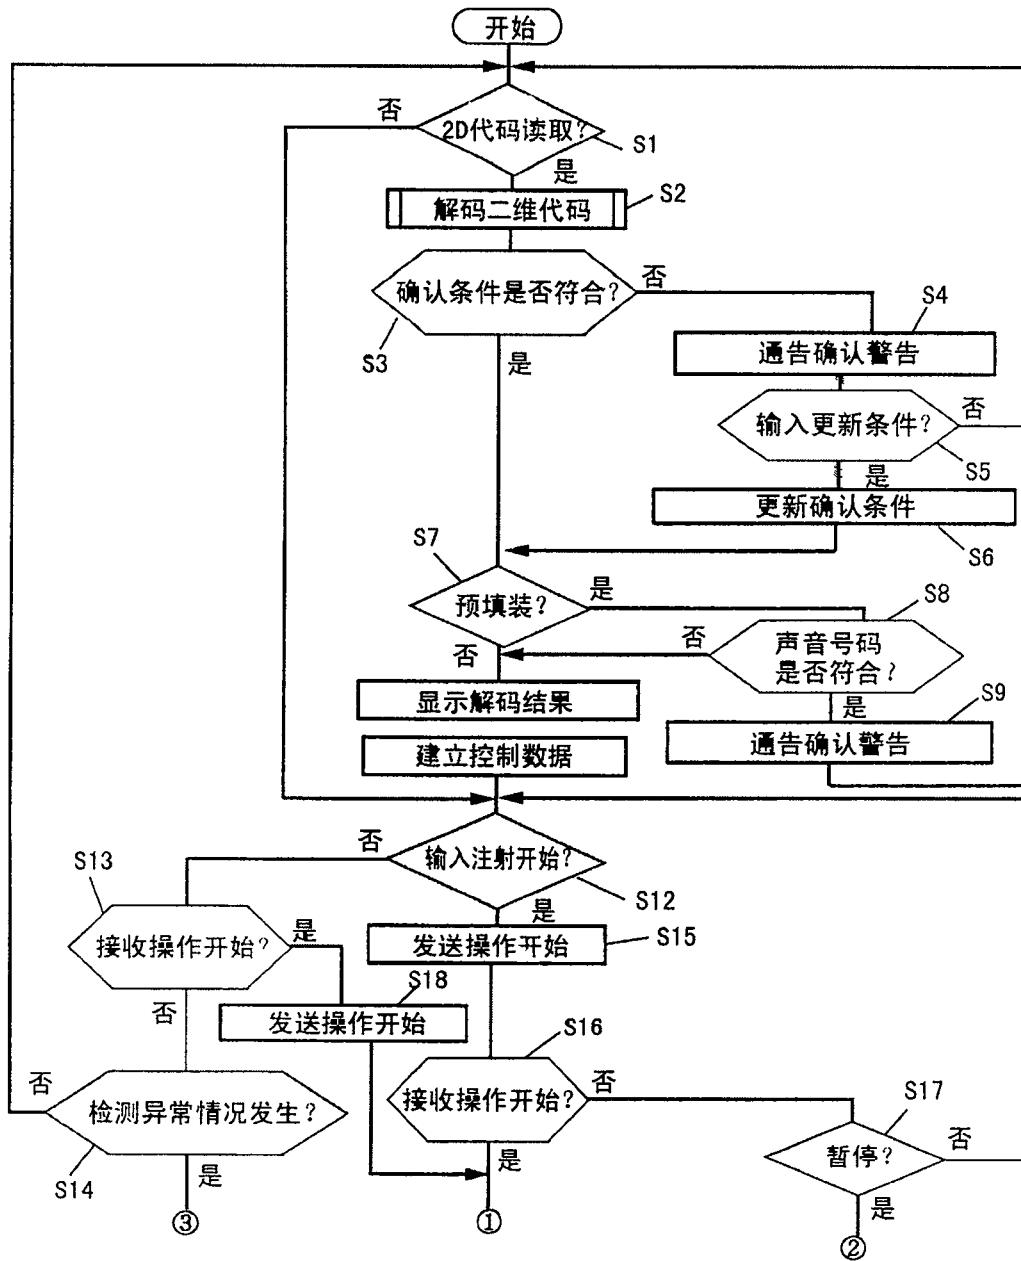 开始
否
2D代码读取?
S1
是
解码二维代码
S2
确认条件是否符合?
否
S3
是
S4
通告确认警告
输入更新条件?
否
S5
是
更新确认条件
S6
S7
预填装?
是
S8
否
否
声音号码
是否符合?
显示解码结果
是
S9
通告确认警告
建立控制数据
否
输入注射开始?
S12
S13
是
接收操作开始?
是
发送操作开始
S15
S18
否
发送操作开始
S16
否
检测异常情况发生?
接收操作开始?
否
S17
暂停?
否
S14
是
是
是
③
①
②